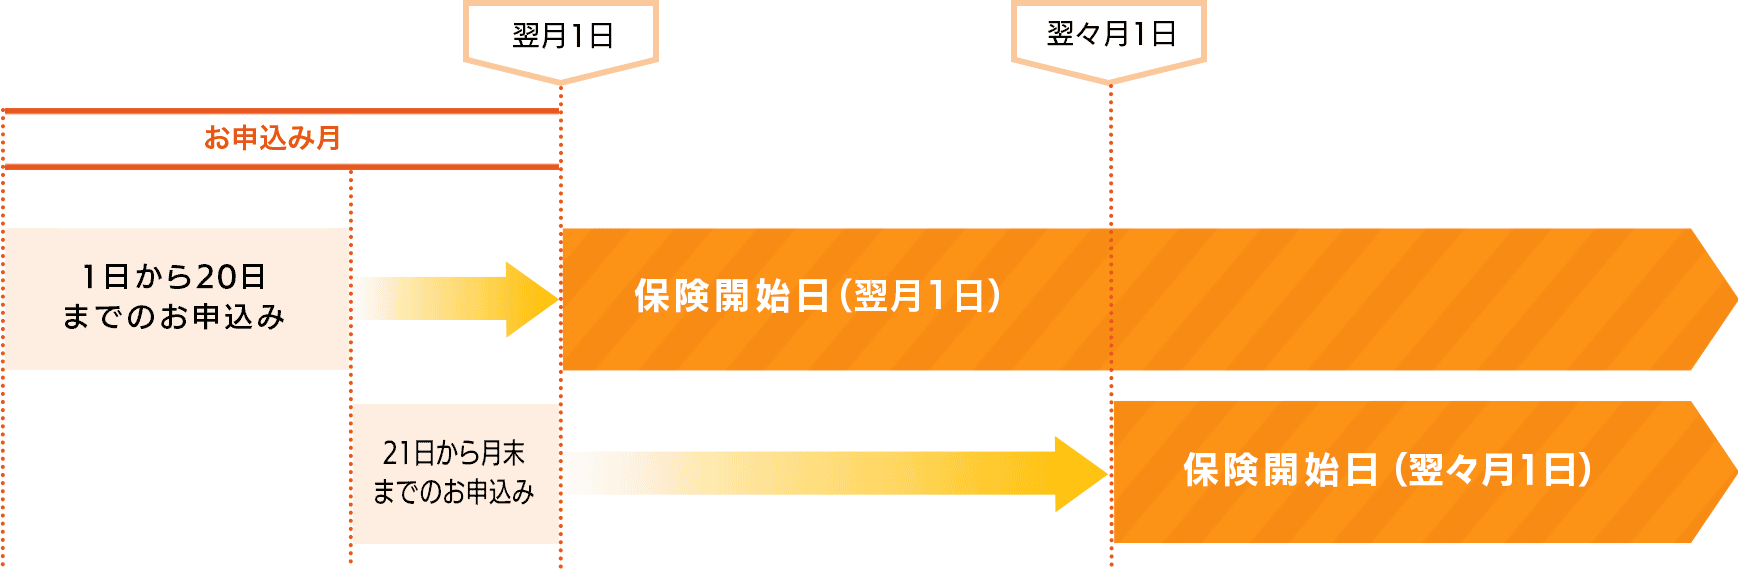 翌月1日
翌々月1日
お申込み月
1日から20日
までのお申込み
保険開始日(翌月1日)
21日から月末
までのお申込み
保険開始日(翌々月1日)